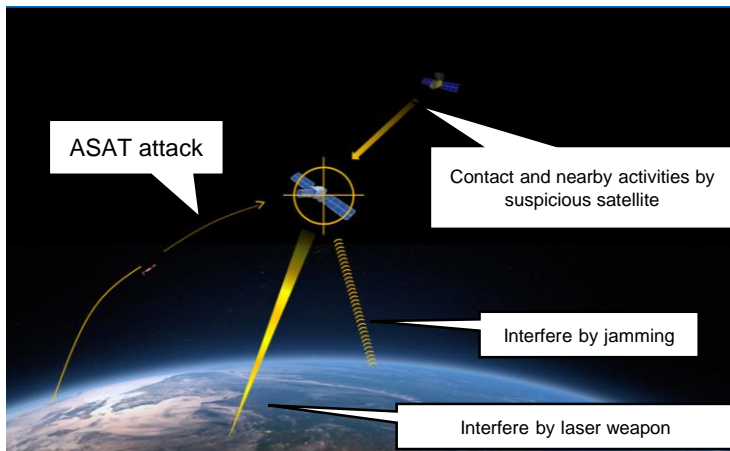 ASAT attack
Contact and nearby activities by
suspicious satellite
Interfere by jamming
Interfere by laser weapon